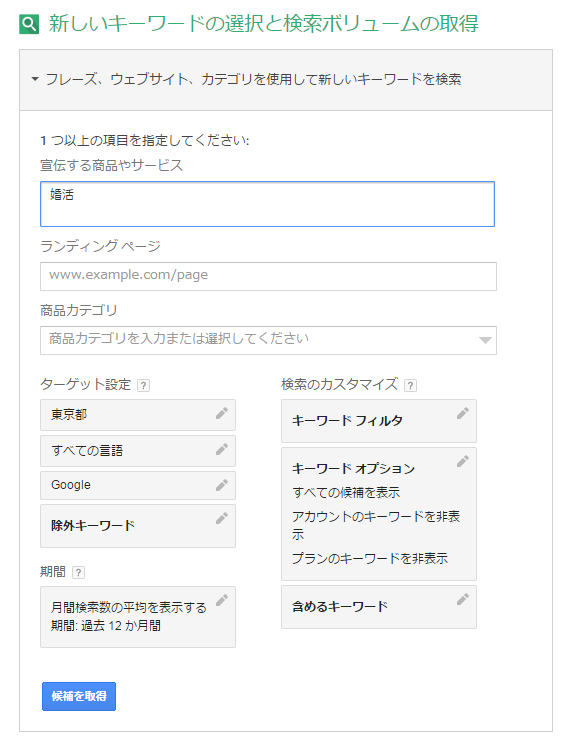 新しいキーワードの選択と検索ボリュームの取得
フレーズ、ウェブサイト、カテゴリを使用して新しいキーワードを検索
1 つ以上の項目を指定してください:
宣伝する商品やサービス
婚活
ランディング ページ
www.example.com/page
商品カテゴリ
商品カテゴリを入力または選択してください
ターゲット設定 ?
東京都
すべての言語
Google
除外キーワード
期間 ?
月間検索数の平均を表示する
期間: 過去 12 か月間
検索のカスタマイズ ?
キーワード フィルタ
キーワード オプション
すべての候補を表示
アカウントのキーワードを非表
示
プランのキーワードを非表示
含めるキーワード
候補を取得